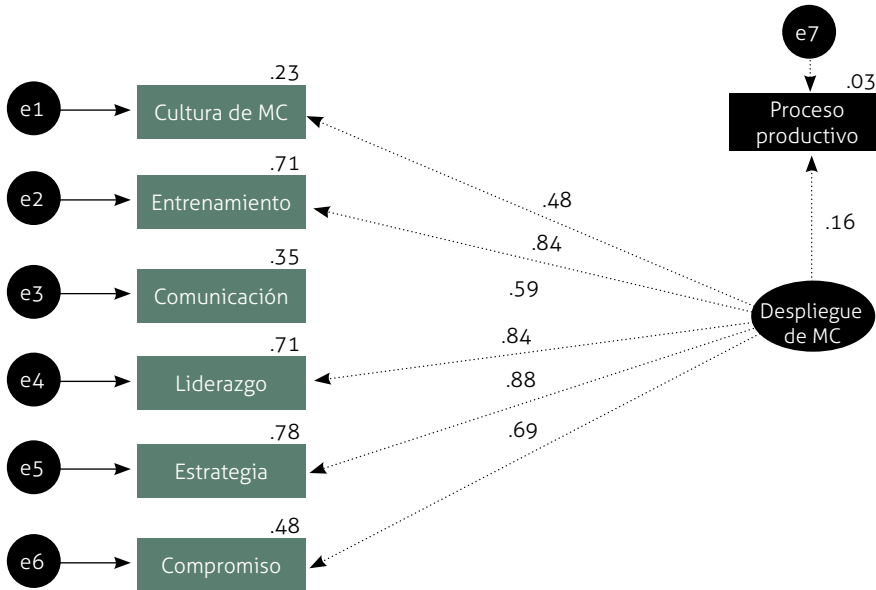 e7
.03
Proceso
productivo
.23
e1
Cultura de MC
.71
e2
Entrenamiento
.48
.84
.16
.35
e3
Comunicación
.59
Despliegue
de MC
.71
e4
Liderazgo
.84
.88
.78
e5
Estrategia
.69
.48
e6
Compromiso